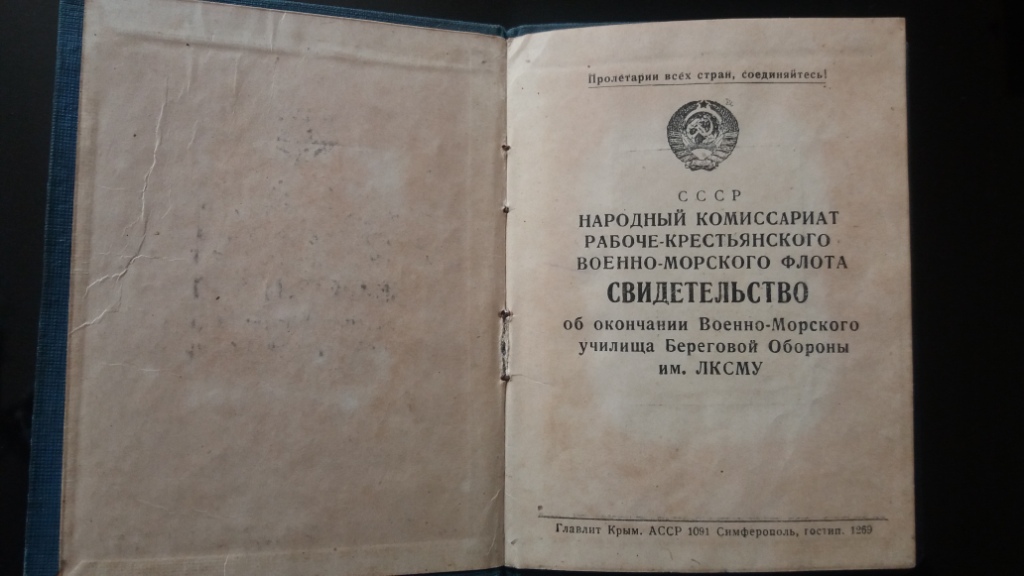 Пролетарии всех стран, соединяйтесь!
СССР
НАРОДНЫЙ КОМИССАРИАТ
РАБОЧЕ-КРЕСТЬЯНСКОГО
ВОЕННО-МОРСКОГО ФЛОТА
СВИДЕТЕЛЬСТВО
об окончании Военно-Морского
училища Береговой Обороны
им. ЛКСМУ
Главлит Крым. АССР 1091 Симферополь, гостип. 1269